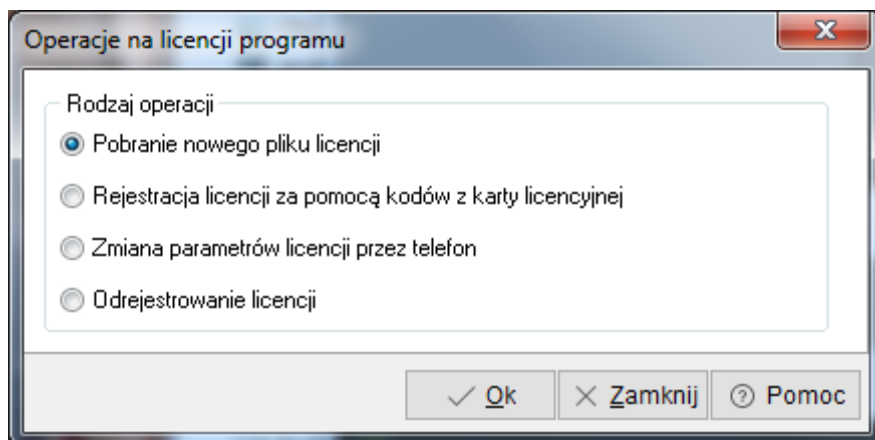 Operacje na licencji programu
Rodzaj operacji
Pobranie nowego pliku licencji
Rejestracja licencji za pomocą kodów z karty licencyjnej
Zmiana parametrów licencji przez telefon
Odrejestrowanie licencji
Ok Zamknij Pomoc